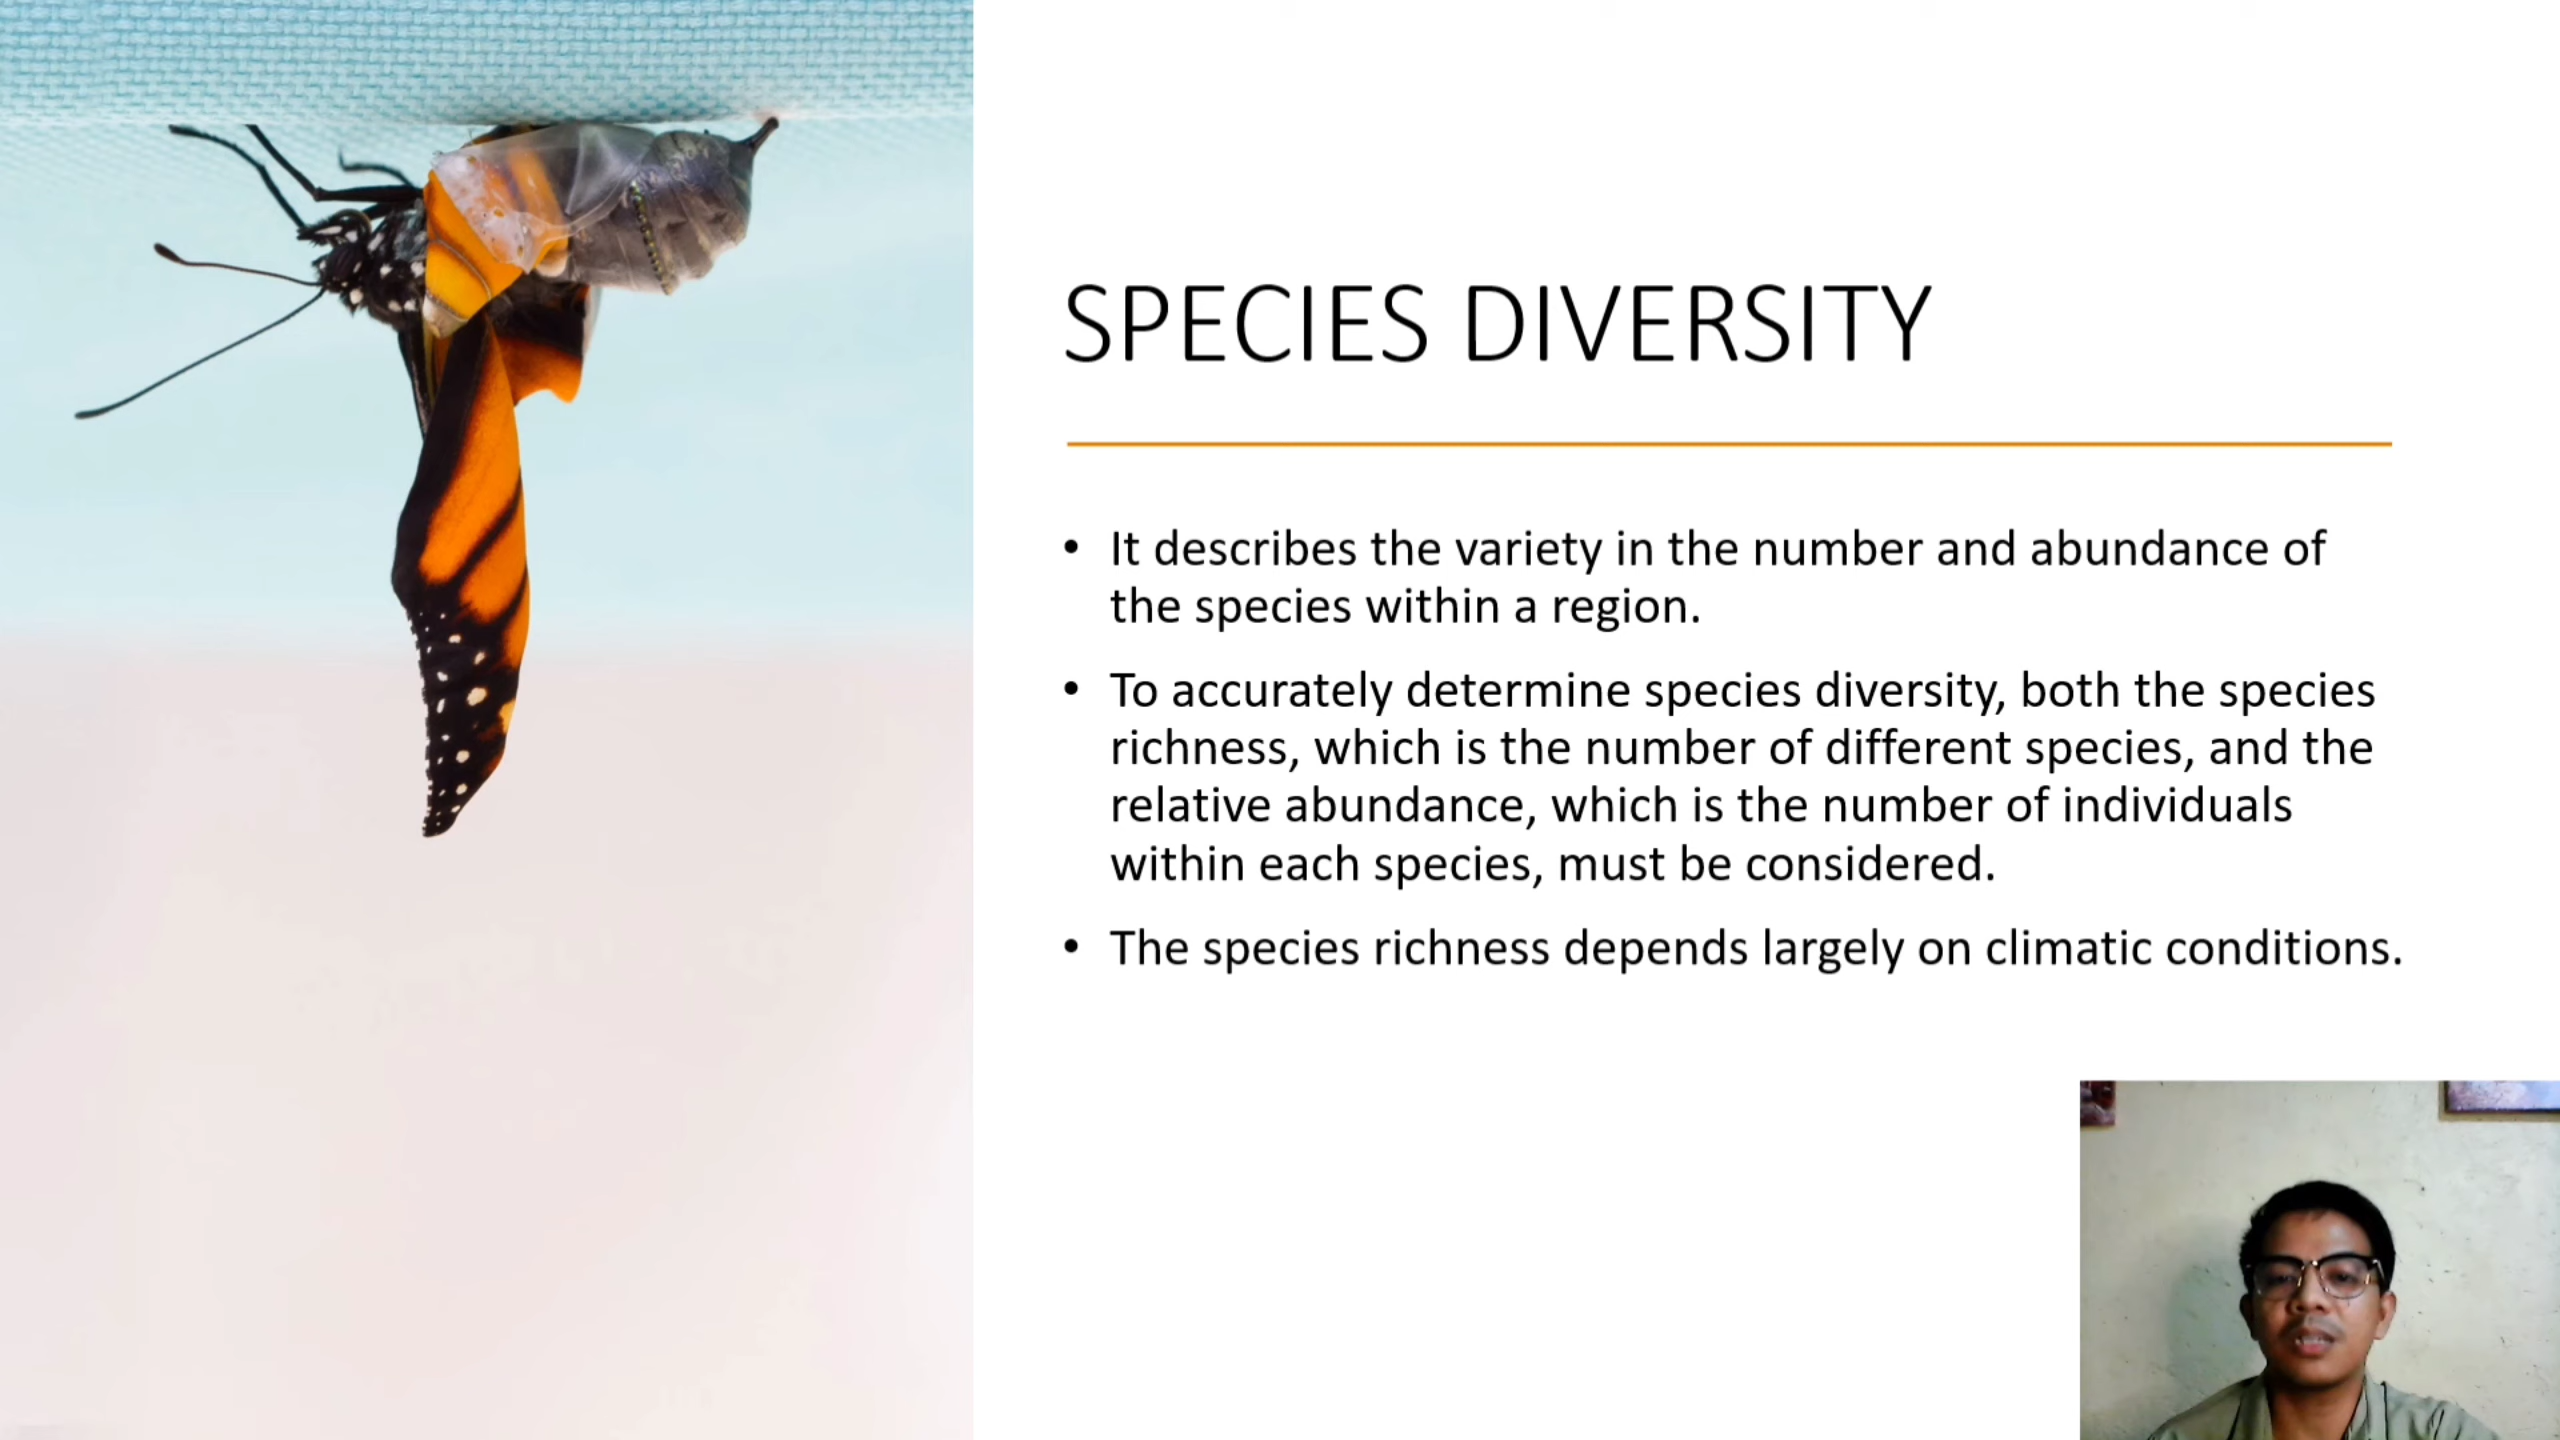 SPECIES DIVERSITY
• It describes the variety in the number and abundance of
the species within a region.
• To accurately determine species diversity, both the species
richness, which is the number of different species, and the
relative abundance, which is the number of individuals
within each species, must be considered.
• The species richness depends largely on climatic conditions.